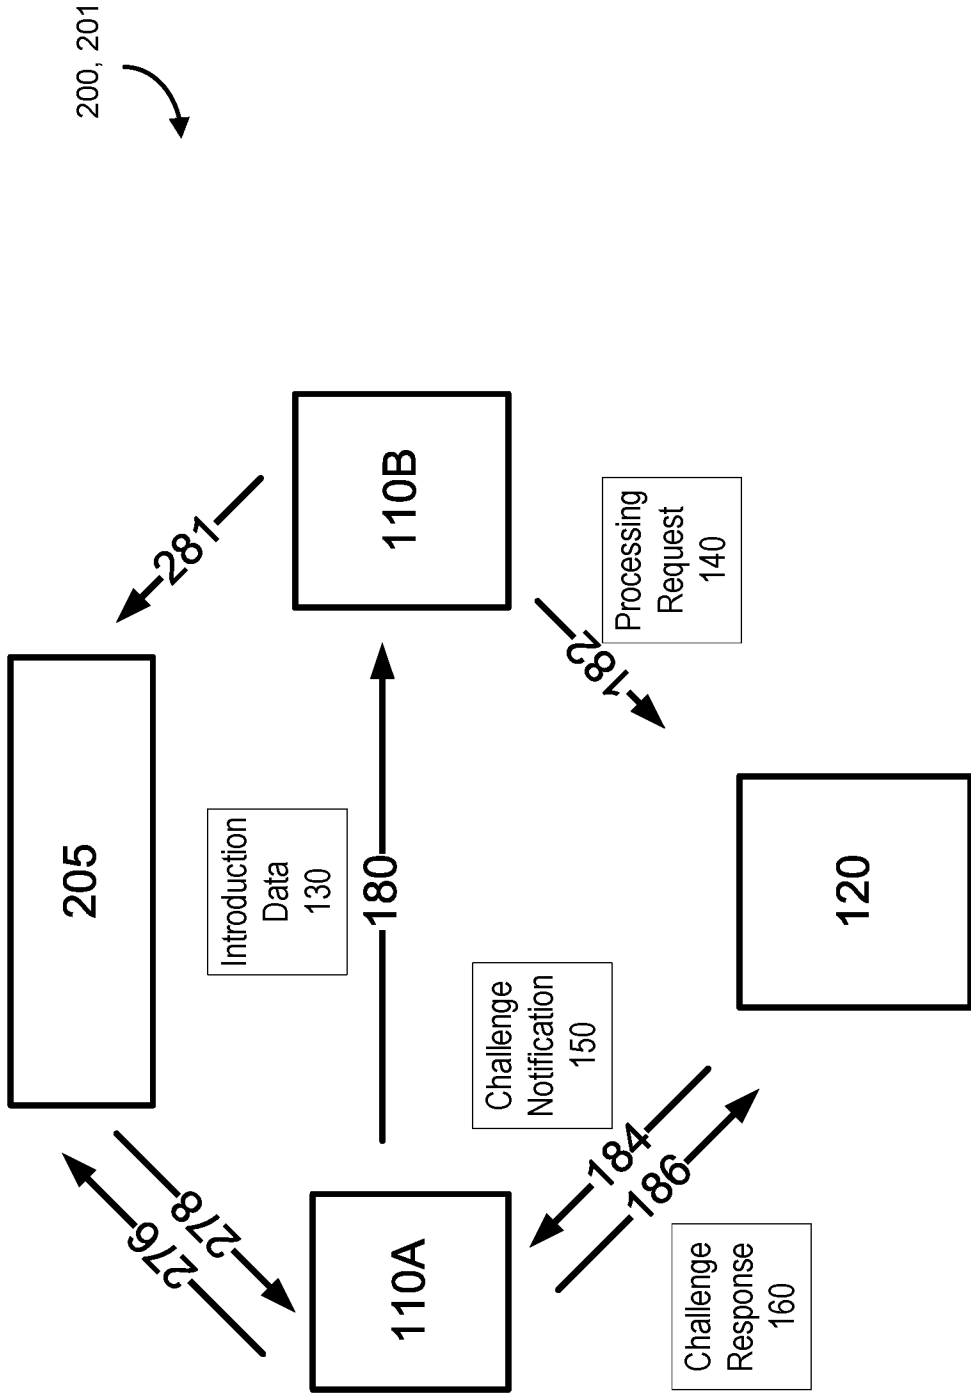 200, 201
205
276
278
281
Introduction
Data
130
180
110A
110B
Challenge
Notification
150
184
186
182
Processing
Request
140
Challenge
Response
160
120